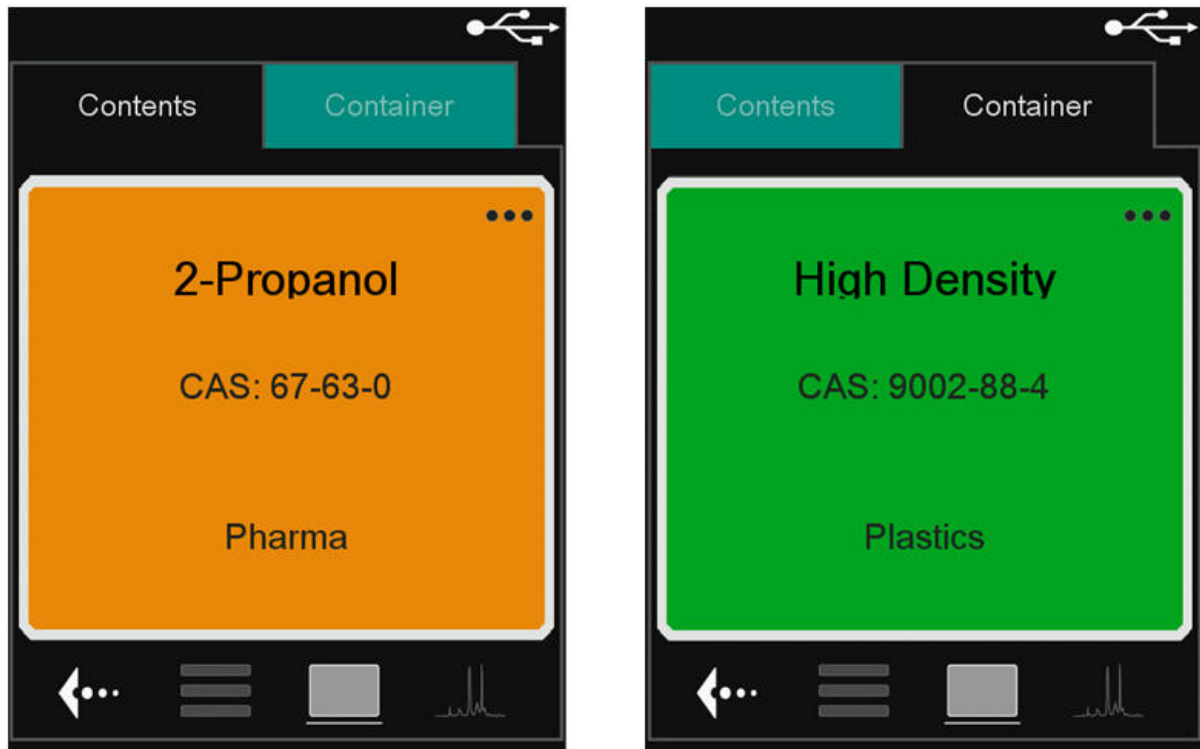 Contents Container
2-Propanol
CAS: 67-63-0
Pharma
Contents Container
High Density
CAS: 9002-88-4
Plastics